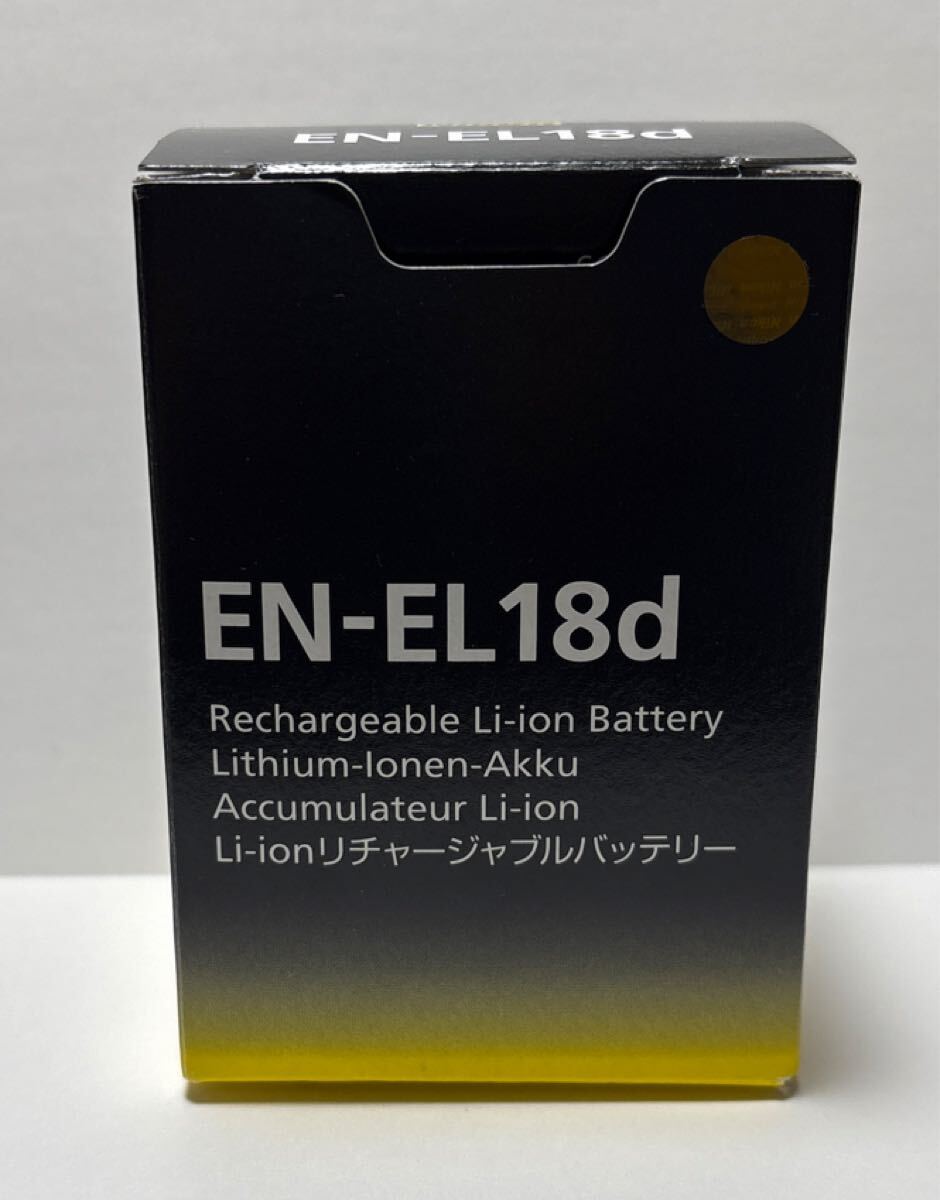 EN-EL18d
EN-EL18d
Rechargeable Li-ion Battery
Lithium-Ionen-Akku
Accumulateur Li-ion
Li-ionリチャージャブルバッテリー